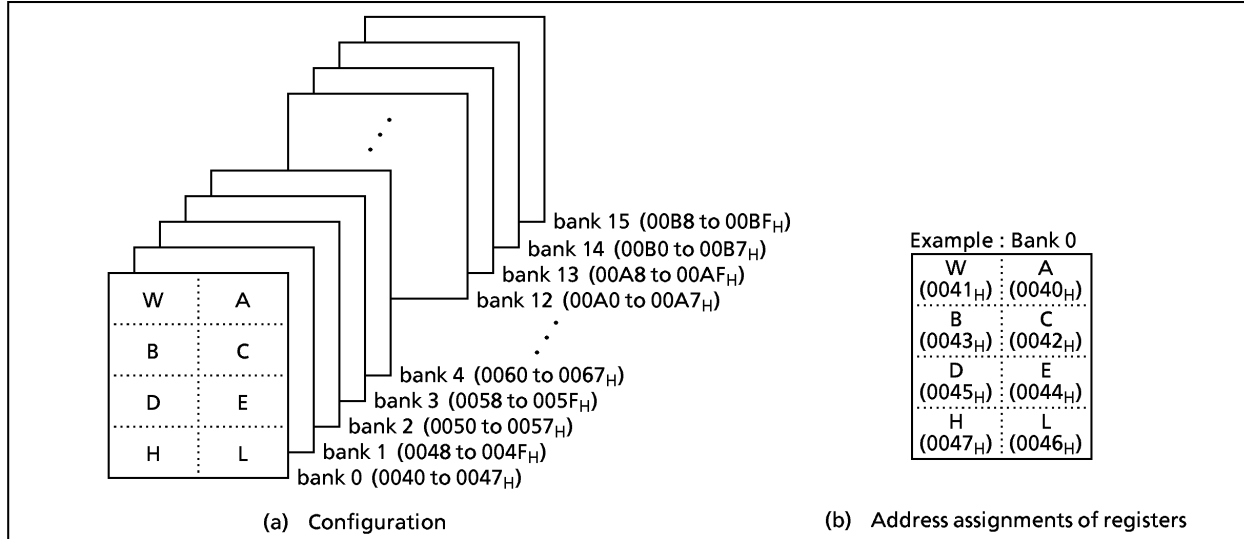 bank 15 (00B8 to 00BFH)
bank 14 (00B0 to 00B7H)
bank 13 (00A8 to 00AFH)
bank 12 (00A0 to 00A7H)
bank 4 (0060 to 0067H)
bank 3 (0058 to 005FH)
bank 2 (0050 to 0057H)
bank 1 (0048 to 004FH)
bank 0 (0040 to 0047H)
W A
B C
D E
H L
(a) Configuration
Example : Bank 0
W A
(0041H) (0040H)
B C
(0043H) (0042H)
D E
(0045H) (0044H)
H L
(0047H) (0046H)
(b) Address assignments of registers